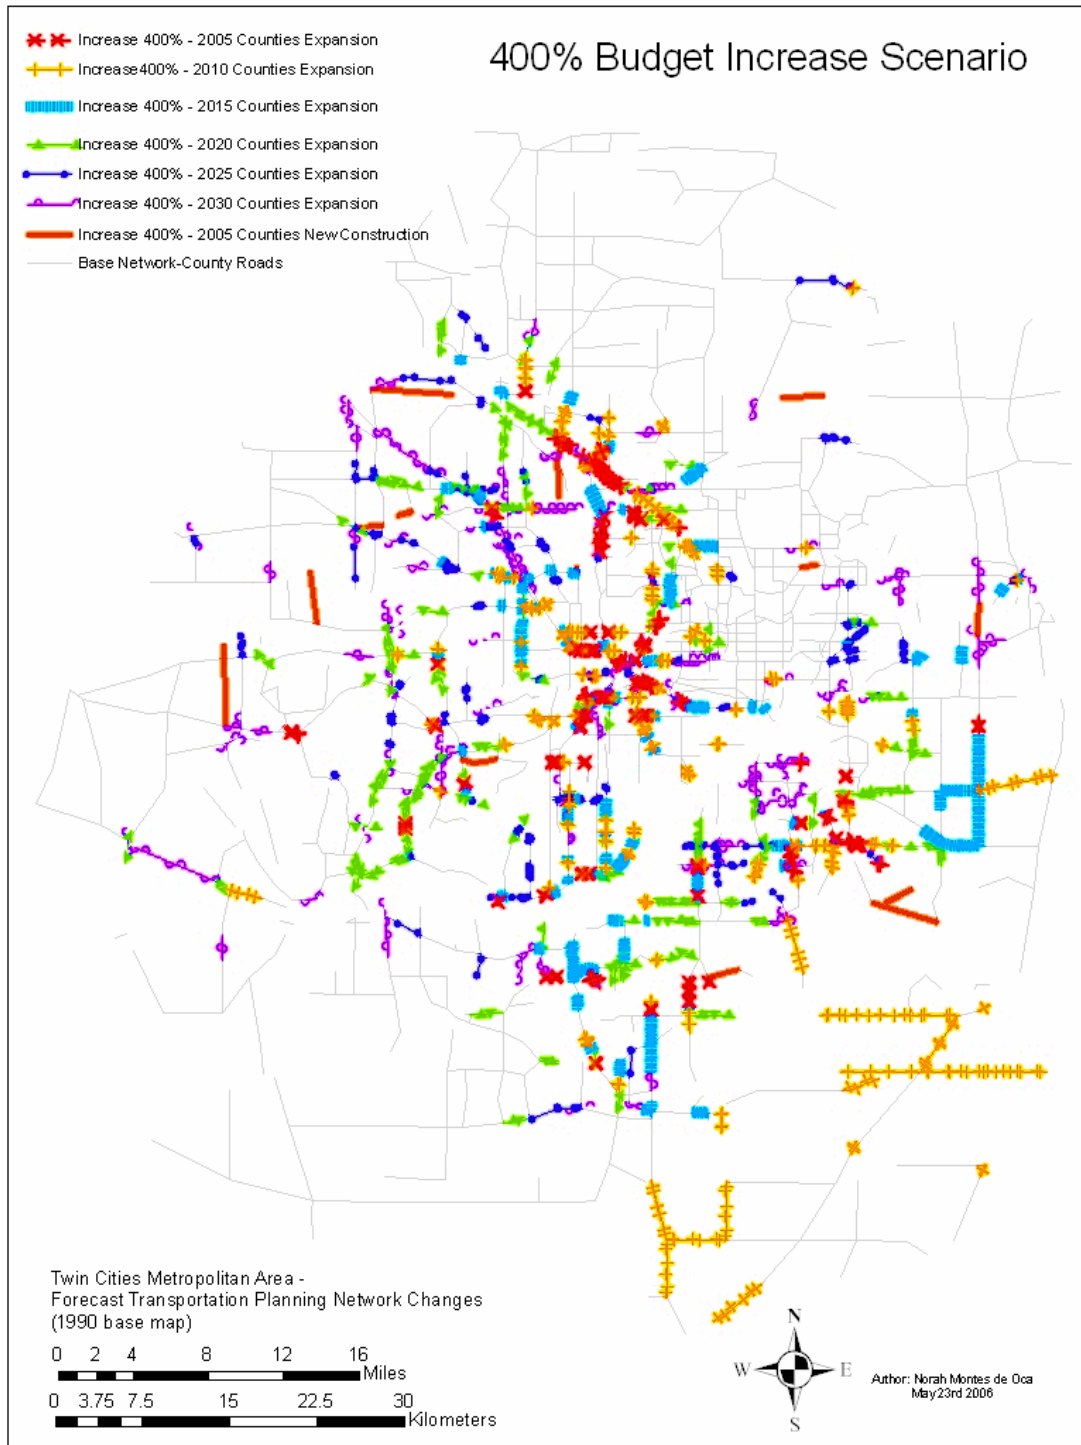 400% Budget Increase Scenario
Increase 400% - 2005 Counties Expansion
Increase400% - 2010 Counties Expansion
Increase 400% - 2015 Counties Expansion
Increase 400% - 2020 Counties Expansion
Increase 400% - 2025 Counties Expansion
Increase 400% - 2030 Counties Expansion
Increase 400% - 2005 Counties New Construction
Base Network-County Roads
Twin Cities Metropolitan Area -
Forecast Transportation Planning Network Changes
(1990 base map)
0 2 4 8 12 16
Miles
0 3.75 7.5 15 22.5 30
Kilometers
N
W E
S
Author: Norah Montes de Oca
May23rd 2006